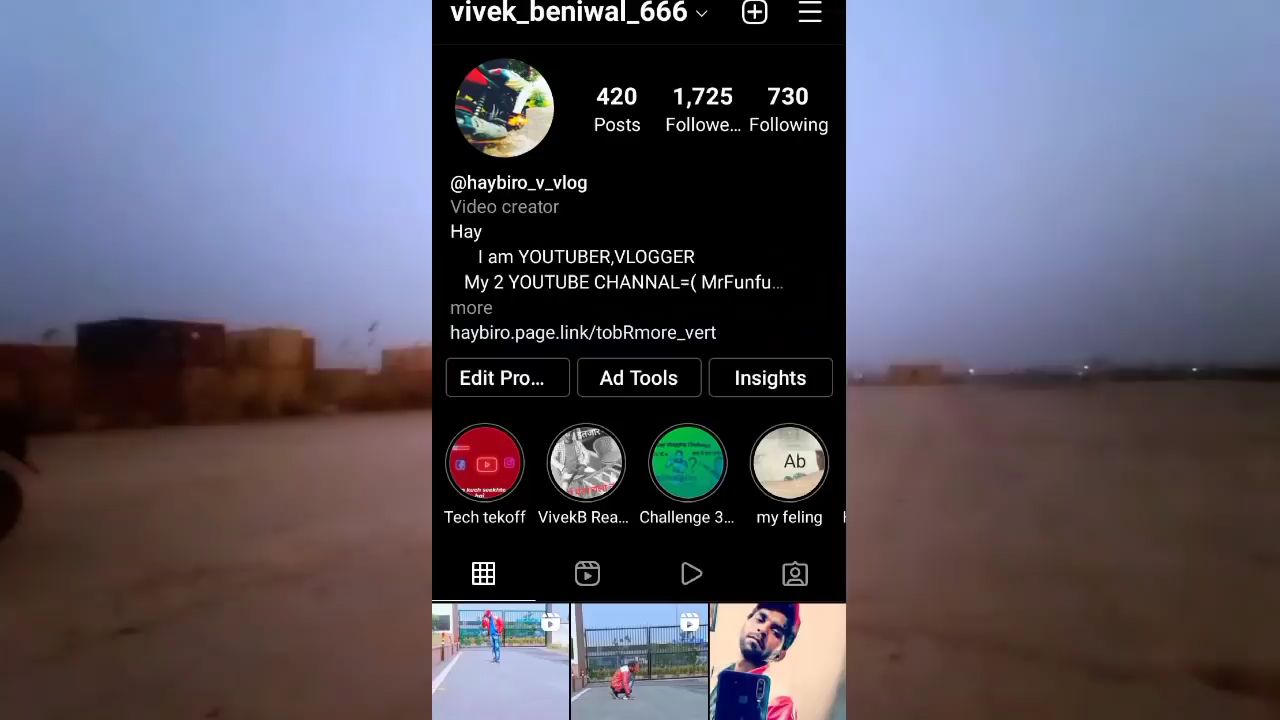 vivek_beniwal_666
420
1,725
730
Posts
Followe...
Following
@haybiro_v_vlog
Video creator
Hay
I am YOUTUBER,VLOGGER
My 2 YOUTUBE CHANNAL=( MrFunfu...
more
haybiro.page.link/tobRmore_vert
Edit Pro...
Ad Tools
Insights
Ab
Tech tekoff
VivekB Rea...
Challenge 3...
my feling